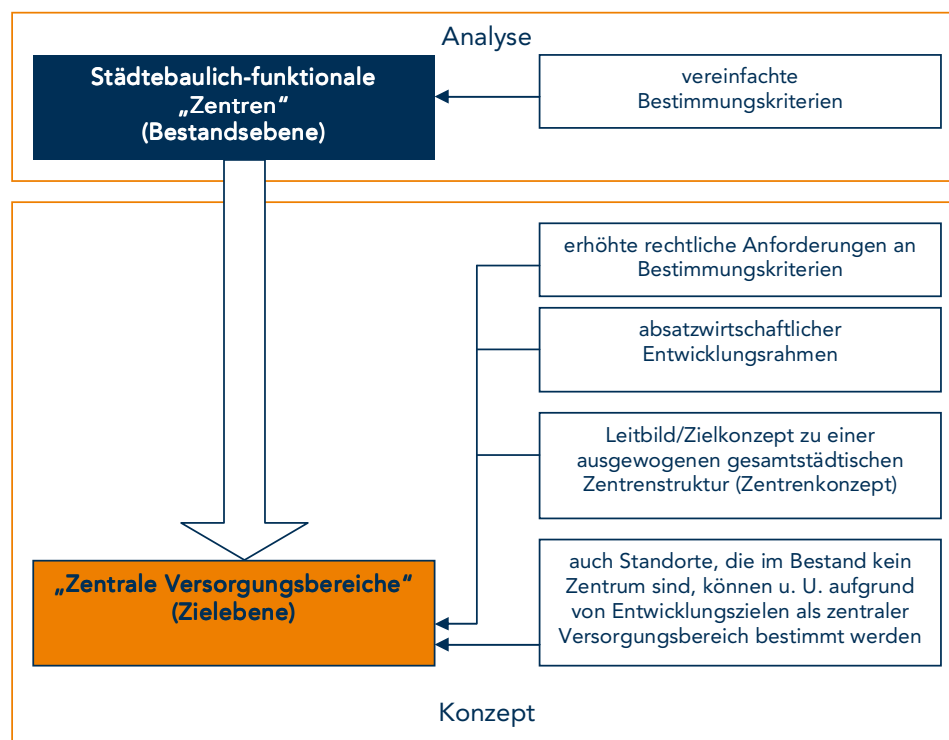 Analyse
Städtebaulich-funktionale
„Zentren“
(Bestandsebene)
vereinfachte
Bestimmungskriterien
erhöhte rechtliche Anforderungen an
Bestimmungskriterien
absatzwirtschaftlicher
Entwicklungsrahmen
Leitbild/Zielkonzept zu einer
ausgewogenen gesamtstädtischen
Zentrenstruktur (Zentrenkonzept)
„Zentrale Versorgungsbereiche“
(Zielebene)
auch Standorte, die im Bestand kein
Zentrum sind, können u. U. aufgrund
von Entwicklungszielen als zentraler
Versorgungsbereich bestimmt werden
Konzept